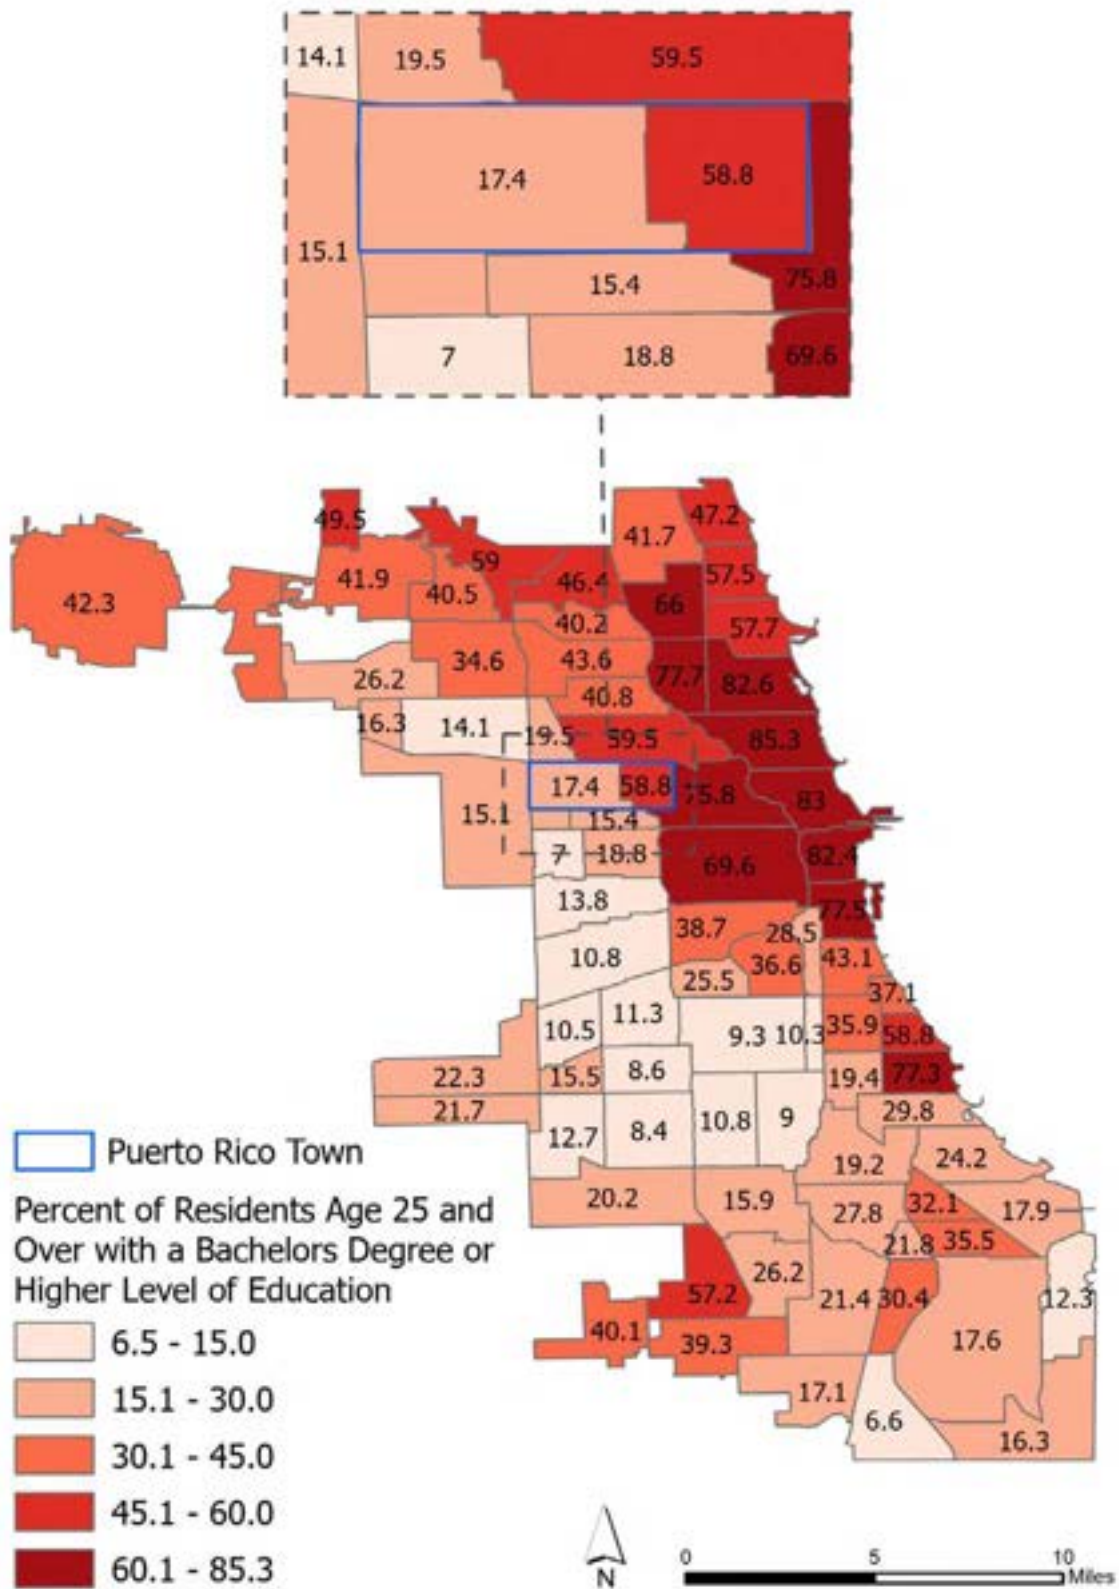 14.1 19.5 59.5
17.4 58.8
15.1
15.4 75.8
7 18.8 69.6
49.5 47.2
41.7
59
41.9 40.5 46.4 57.5
42.3 66
40.2 57.7
34.6 43.6
26.2 77.7 82.6
40.8
16.3 14.1 19.5 59.5 85.3
17.4 58.8 75.8 83
15.1 15.4
7 18.8 69.6 82.4
13.8 77.5
38.7 28.5
10.8 36.6 43.1
25.5 37.1
10.5 11.3 9.3 10.3 35.9 58.8
22.3 15.5 8.6 19.4 77.3
21.7 29.8
12.7 8.4 10.8 9
19.2 24.2
20.2 15.9 27.8 32.1 17.9
21.8 35.5
26.2
57.2 21.4 30.4 12.3
40.1 39.3 17.6
17.1
6.6 16.3
Puerto Rico Town
Percent of Residents Age 25 and
Over with a Bachelors Degree or
Higher Level of Education
6.5 - 15.0
15.1 - 30.0
30.1 - 45.0
45.1 - 60.0
60.1 - 85.3
N
0 5 10
Miles